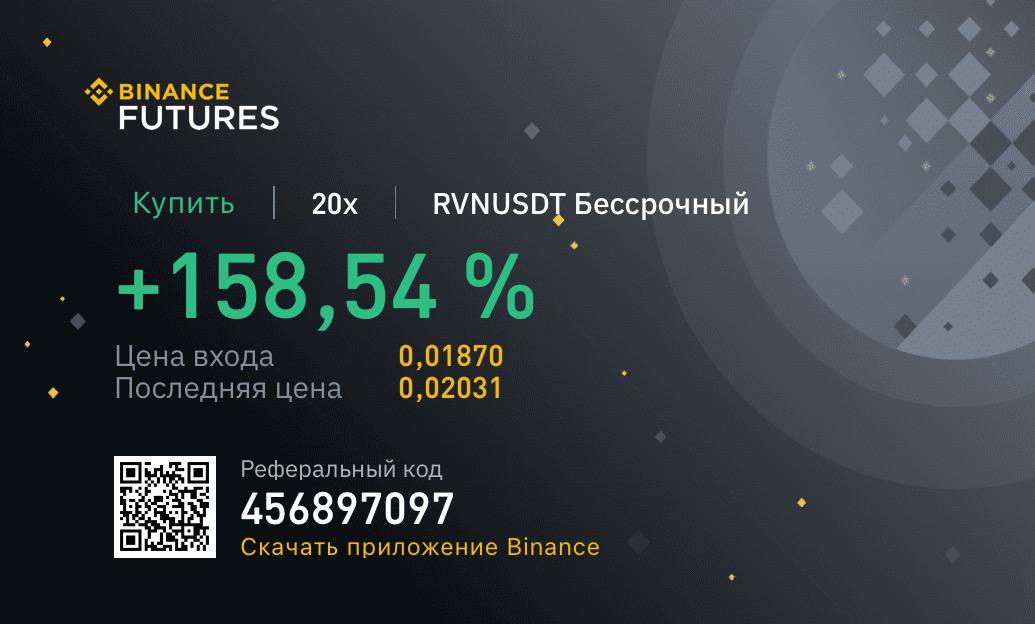 BINANCE
FUTURES
Купить | 20x | RVNUSDT Бессрочный
+158,54 %
Цена входа 0,01870
Последняя цена 0,02031
Реферальный код
456897097
Скачать приложение Binance